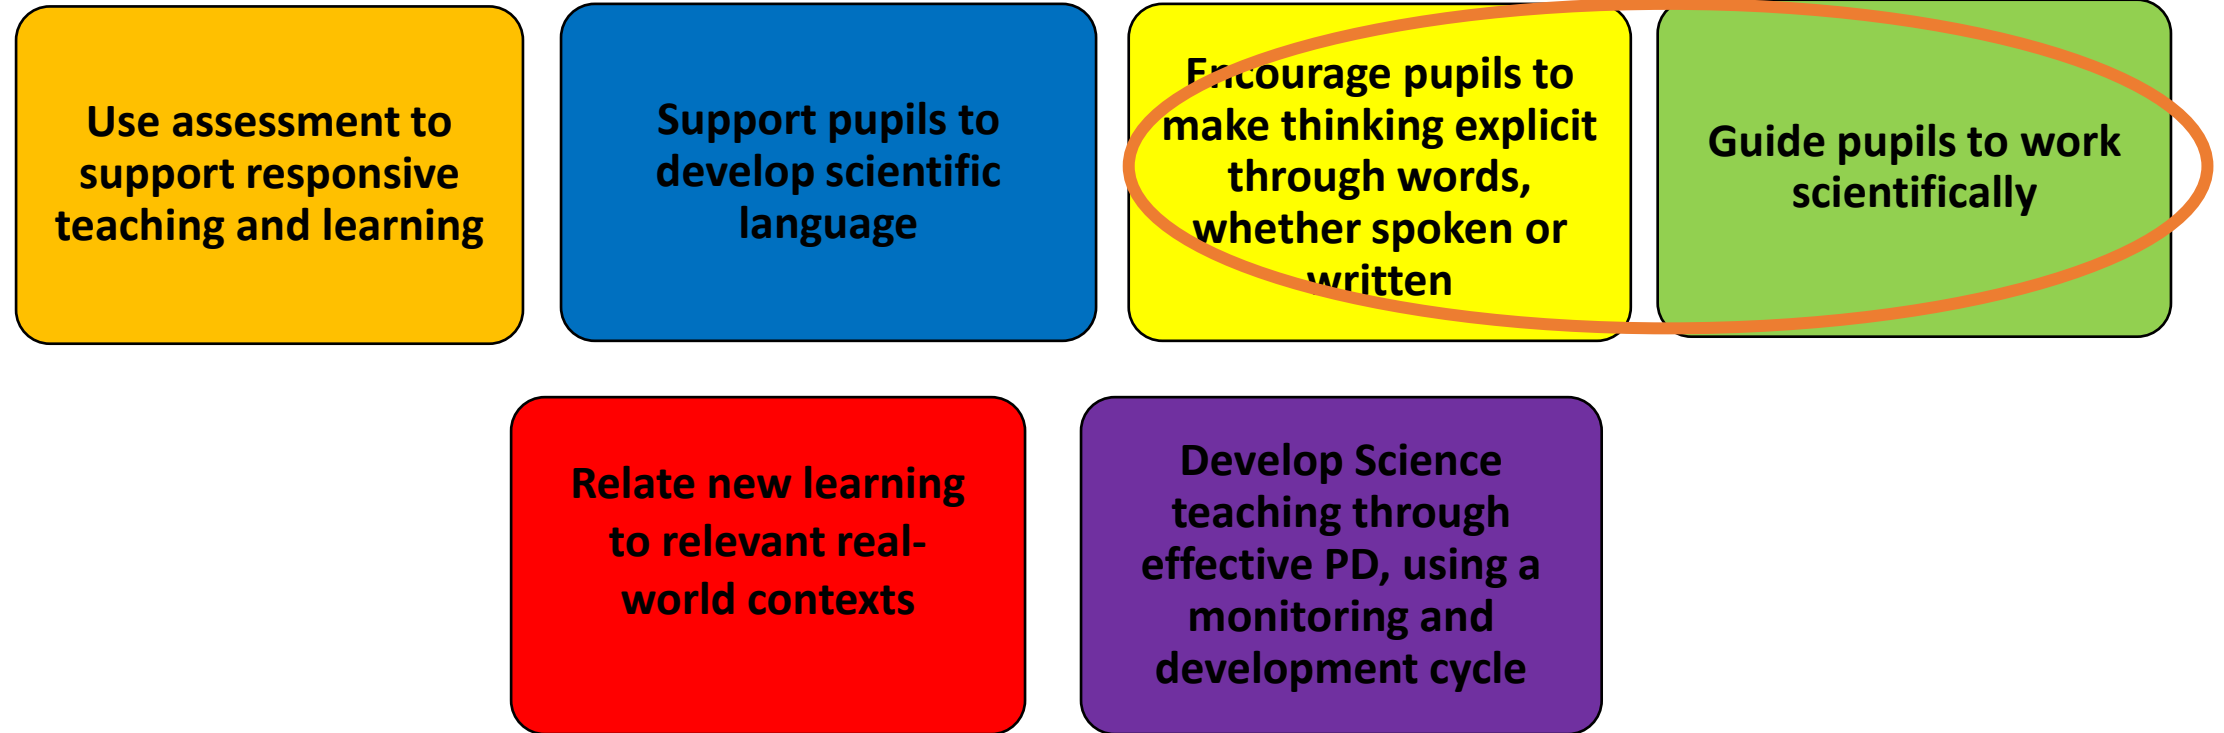 Use assessment to
support responsive
teaching and learning
Support pupils to
develop scientific
language
Encourage pupils to
make thinking explicit
through words,
whether spoken or
written
Guide pupils to work
scientifically
Relate new learning
to relevant real-
world contexts
Develop Science
teaching through
effective PD, using a
monitoring and
development cycle